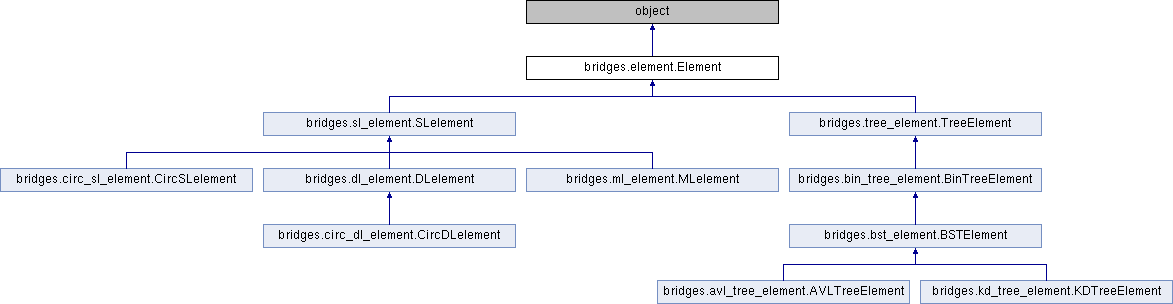 object
bridges.element.Element
bridges.sl_element.SLelement
bridges.tree_element.TreeElement
bridges.circ_sl_element.CircSLelement
bridges.dl_element.DLelement
bridges.ml_element.MLelement
bridges.bin_tree_element.BinTreeElement
bridges.circ_dl_element.CircDLelement
bridges.bst_element.BSTElement
bridges.avl_tree_element.AVLTreeElement
bridges.kd_tree_element.KDTreeElement